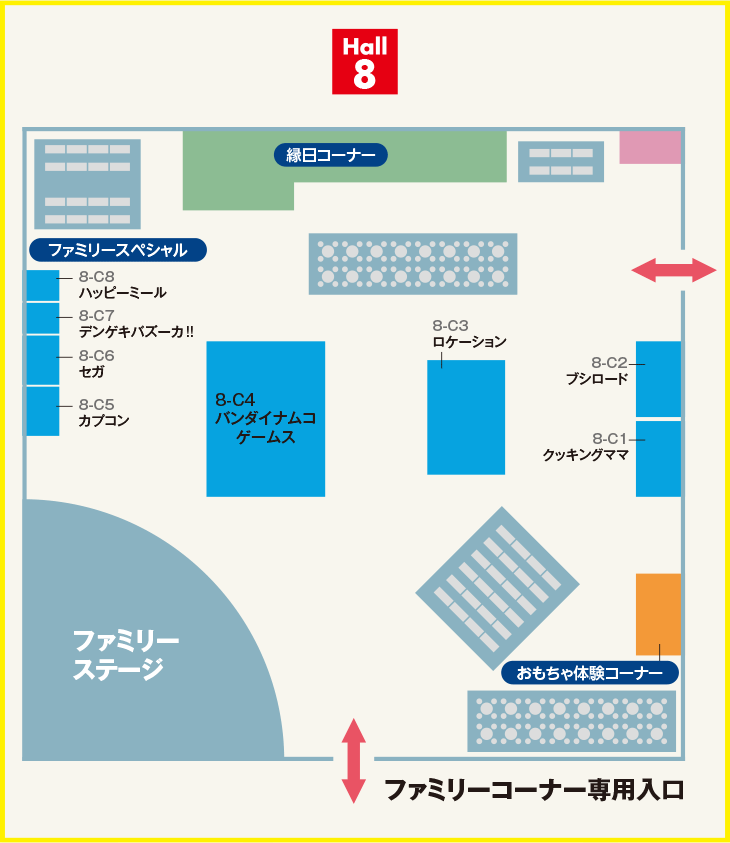 Hall
8
縁日コーナー
ファミリースペシャル
8-C8
ハッピーミール
8-C7
デンゲキバズーカ!!
8-C6
セガ
8-C5
カプコン
8-C4
バンダイナムコ
ゲームス
8-C3
ロケーション
8-C2
ブシロード
8-C1
クッキングママ
ファミリー
ステージ
おもちゃ体験コーナー
ファミリーコーナー専用入口